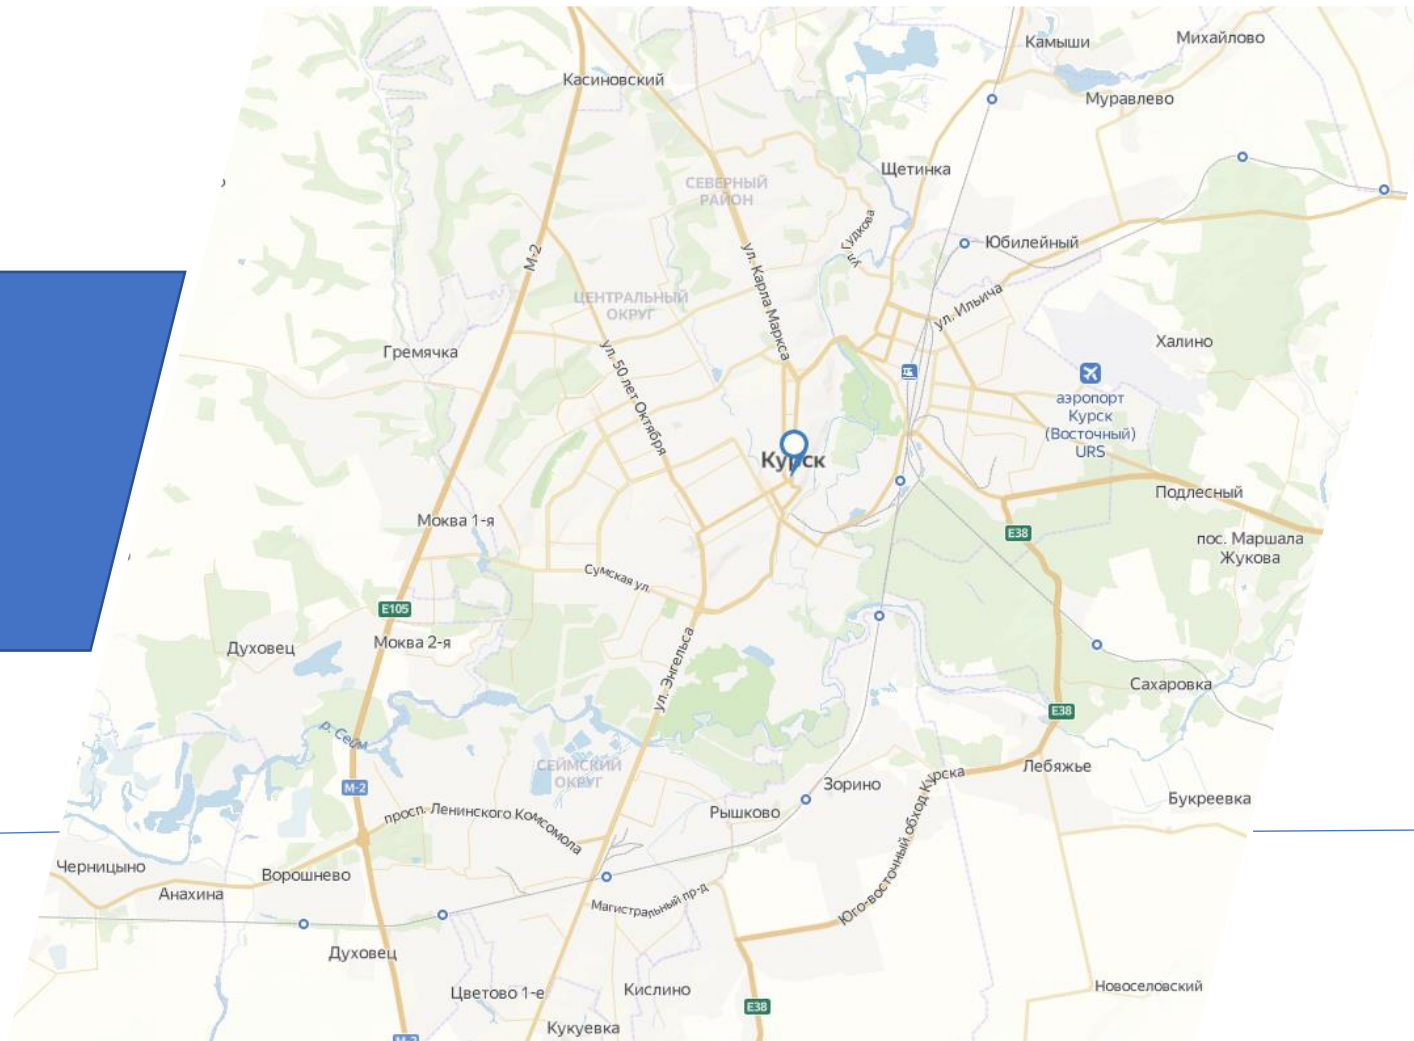 Камыши
Михайлово
Касиновский
Муравлево
Щетинка
СЕВЕРНЫЙ
РАЙОН
ул. Гудкова
Юбилейный
М-2
ул. Карла Маркса
ЦЕНТРАЛЬНЫЙ
ОКРУГ
ул. Ильича
Халино
Гремячка
ул. 50 лет Октября
аэропорт
Курск
(Восточный)
URS
Курск
Подлесный
Моква 1-я
E38
пос. Маршала
Жукова
Сумская ул.
E105
Моква 2-я
Духовец
ул. Энгельса
Сахаровка
E38
р. Сейм
СЕЙМСКИЙ
ОКРУГ
Лебяжье
М-2
Зорино
Букреевка
просп. Ленинского Комсомола
Рышково
Юго-восточный обход Курска
Черницыно
Ворошнево
Анахина
Магистральный пр-д
Духовец
Цветово 1-е
Кислино
Новоселовский
E38
Кукуевка